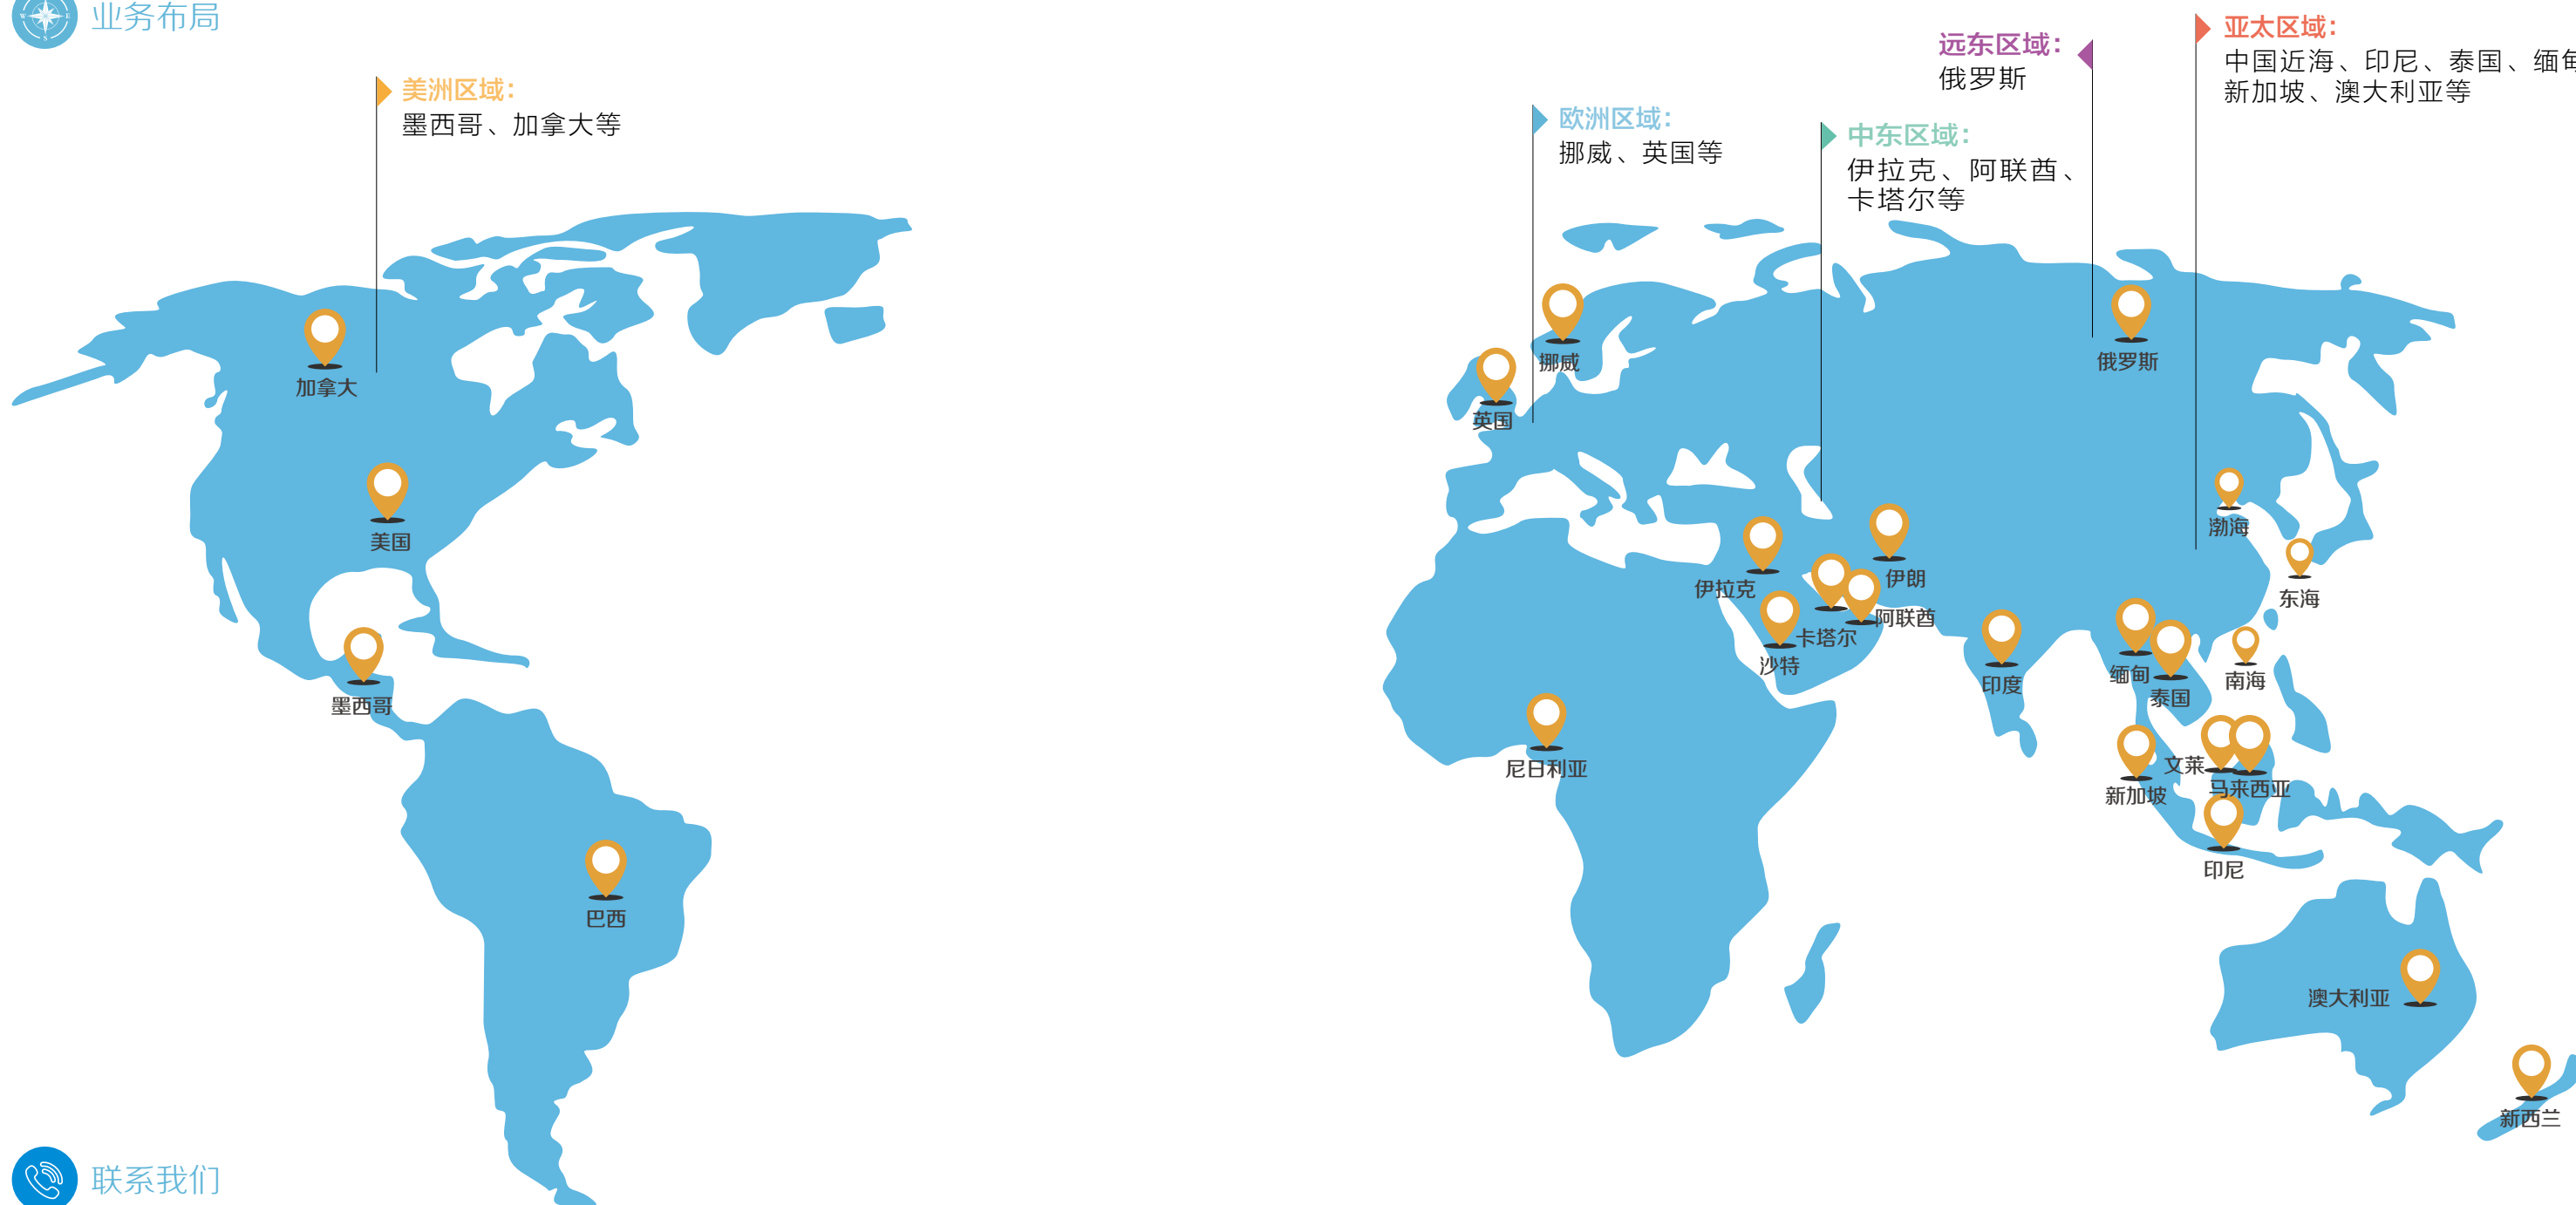 业务布局
美洲区域:
墨西哥、加拿大等
欧洲区域:
挪威、英国等
中东区域:
伊拉克、阿联酋、
卡塔尔等
远东区域:
俄罗斯
亚太区域:
中国近海、印尼、泰国、缅甸
新加坡、澳大利亚等
加拿大
美国
墨西哥
巴西
挪威
英国
俄罗斯
渤海
东海
南海
伊拉克
伊朗
阿联酋
卡塔尔
沙特
印度
缅甸
泰国
尼日利亚
文莱
马来西亚
新加坡
印尼
澳大利亚
新西兰
联系我们
W
E
S